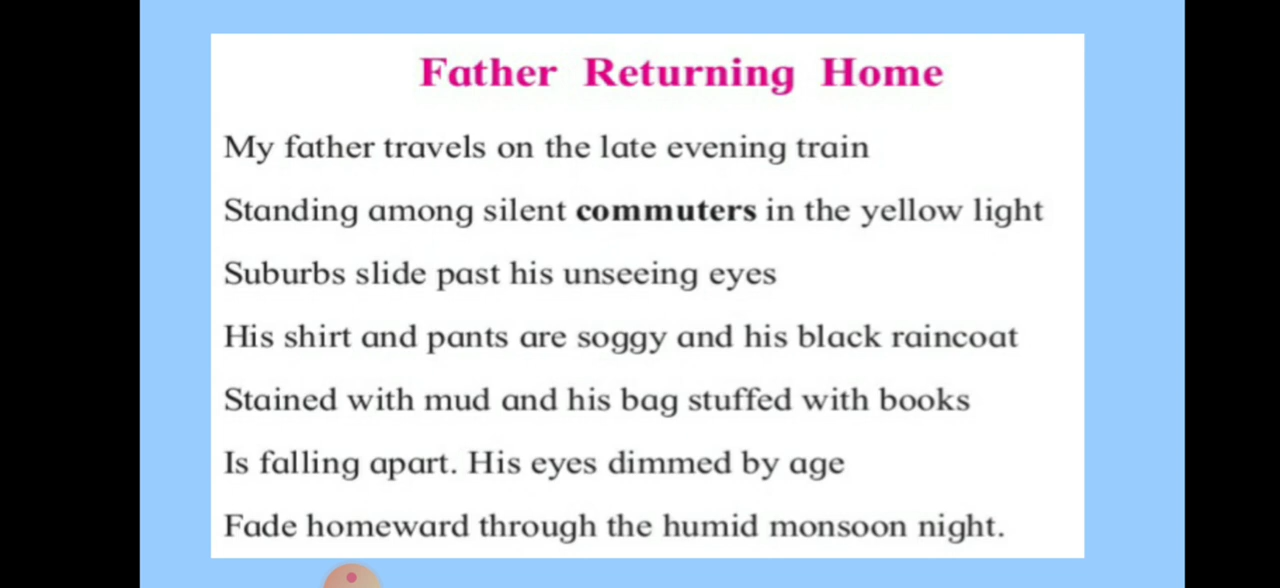 Father Returning Home
My father travels on the late evening train
Standing among silent commuters in the yellow light
Suburbs slide past his unseeing eyes
His shirt and pants are soggy and his black raincoat
Stained with mud and his bag stuffed with books
Is falling apart. His eyes dimmed by age
Fade homeward through the humid monsoon night.